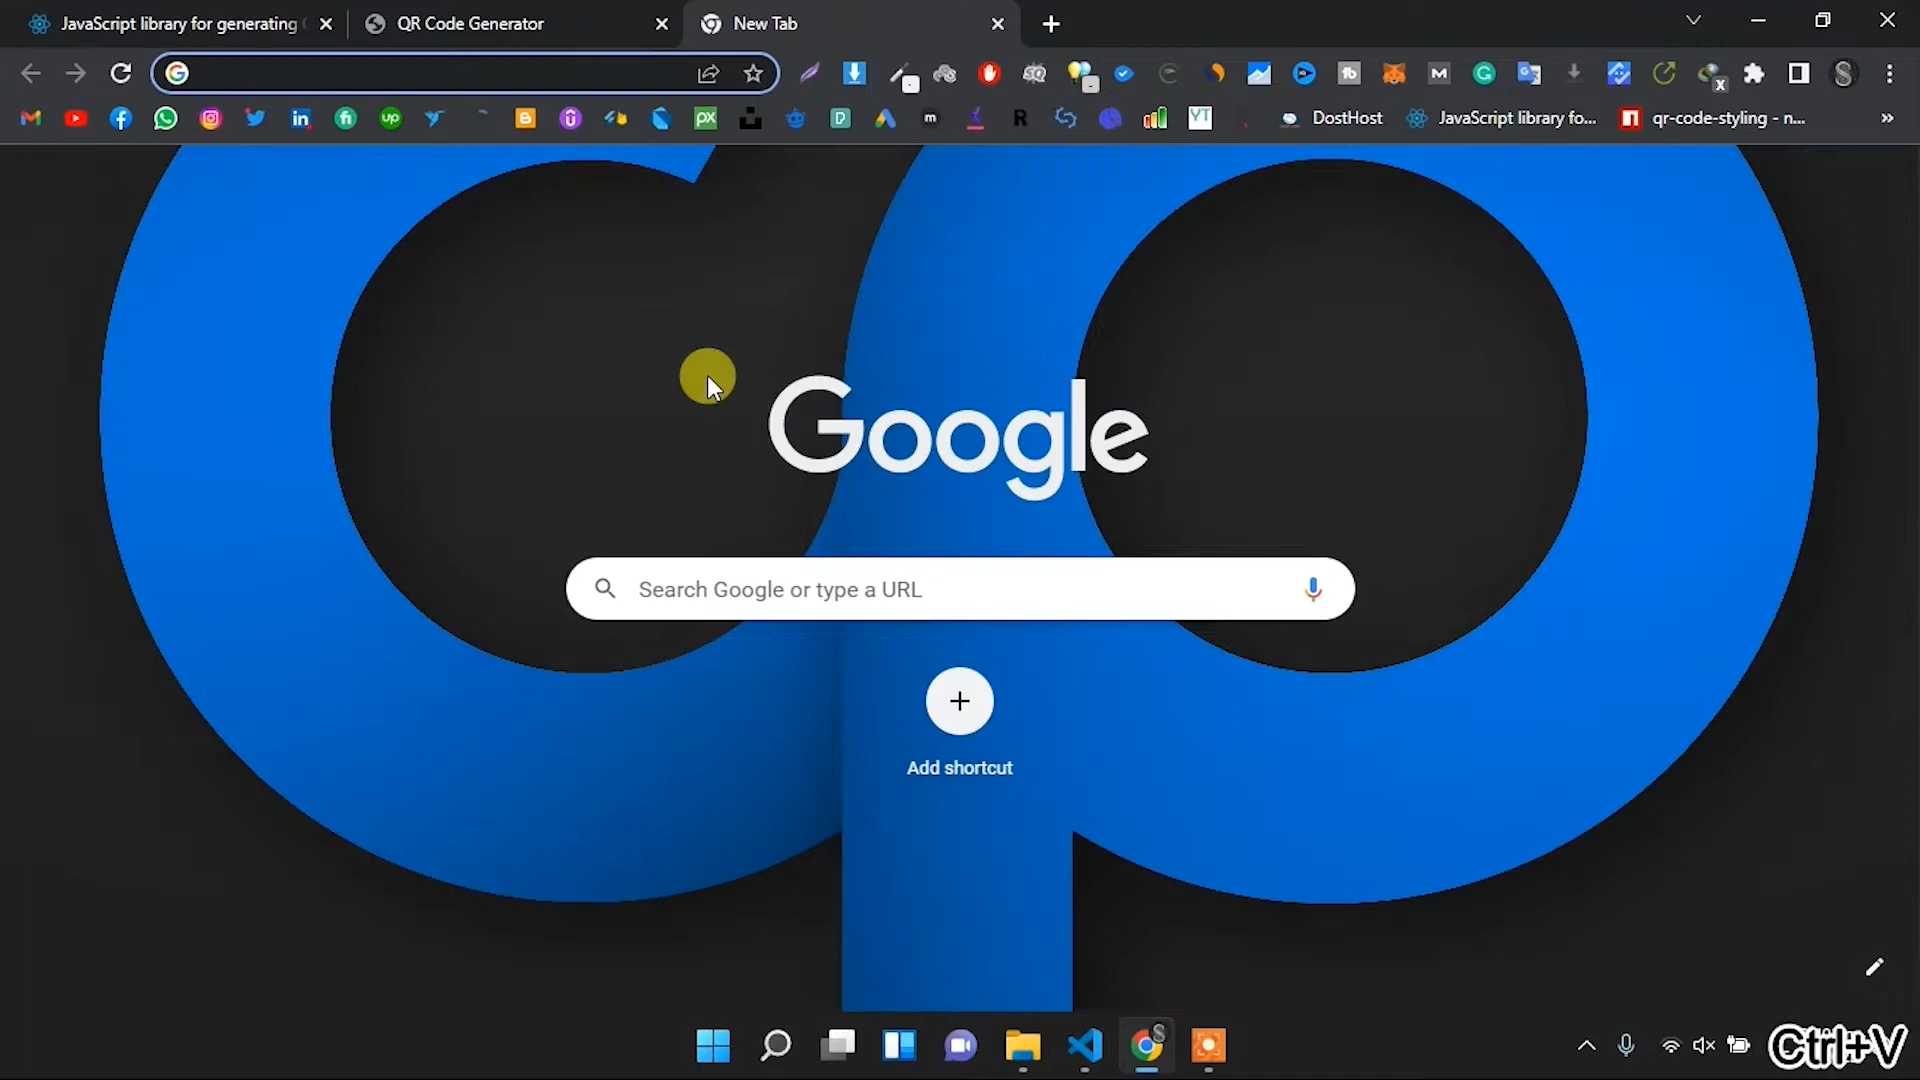 JavaScript library for generating
QR Code Generator
New Tab
DostHost
JavaScript library fo...
qr-code-styling - n...
Google
Search Google or type a URL
Add shortcut
Ctrl+V